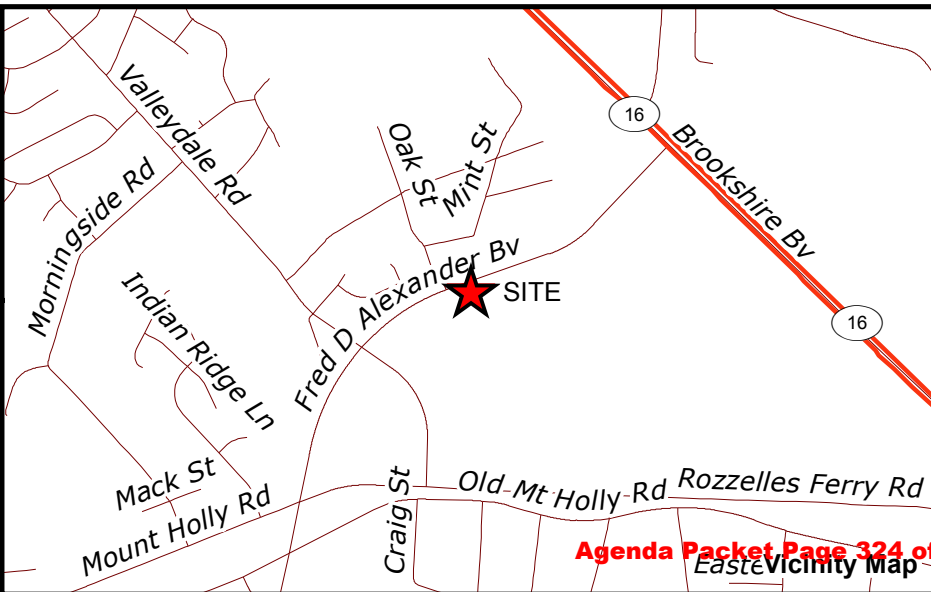 Valleydale Rd
16
Oak St
Mint St
Brookshire Bv
Morningside Rd
Fred D Alexander Bv
SITE
Indian Ridge Ln
16
Mack St
Craig St
Old Mt Holly Rd
Rozzelles Ferry Rd
Mount Holly Rd
Agenda Packet Page 324 of
Vicinity Map